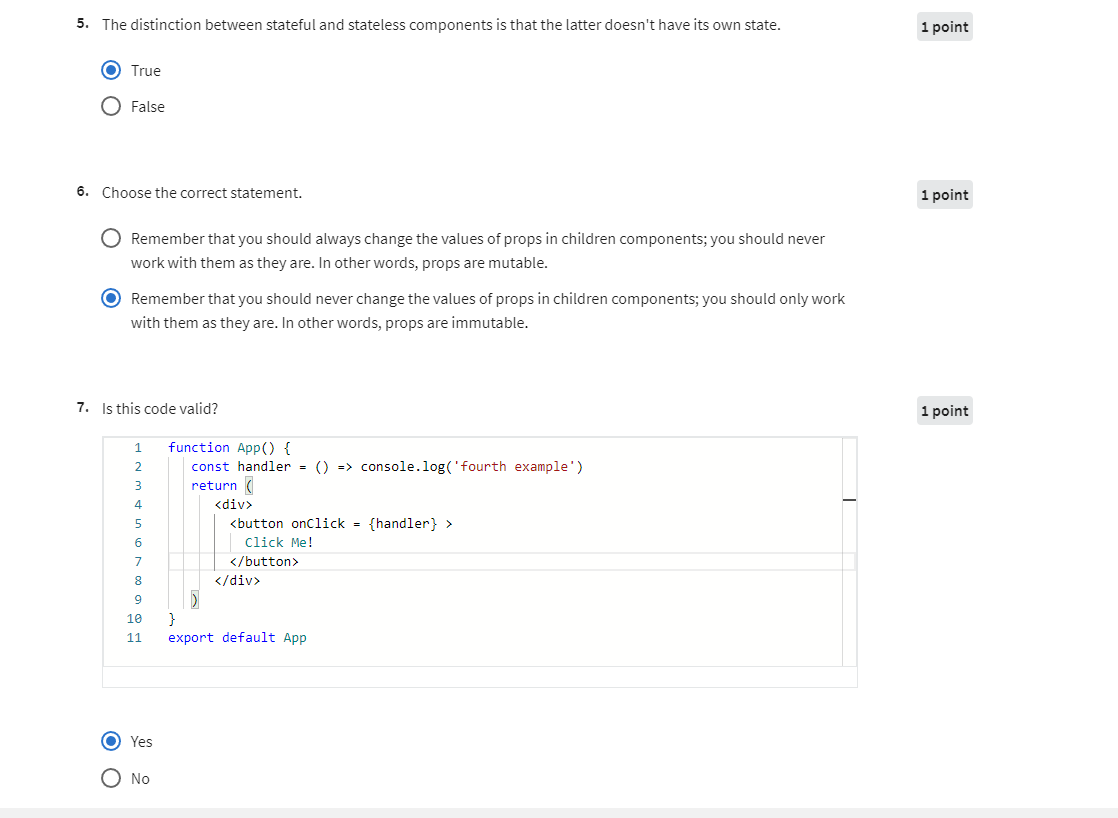 5. The distinction between stateful and stateless components is that the latter doesn't have its own state.
1 point
True
False
6. Choose the correct statement.
1 point
Remember that you should always change the values of props in children components; you should never
work with them as they are. In other words, props are mutable.
Remember that you should never change the values of props in children components; you should only work
with them as they are. In other words, props are immutable.
7. Is this code valid?
1 point
1 function App() {
2 const handler = () => console.log('fourth example')
3 return (
4 <div>
5 <button onClick = {handler} >
6 Click Me!
7 </button>
8 </div>
9 )
10 }
11 export default App
Yes
No